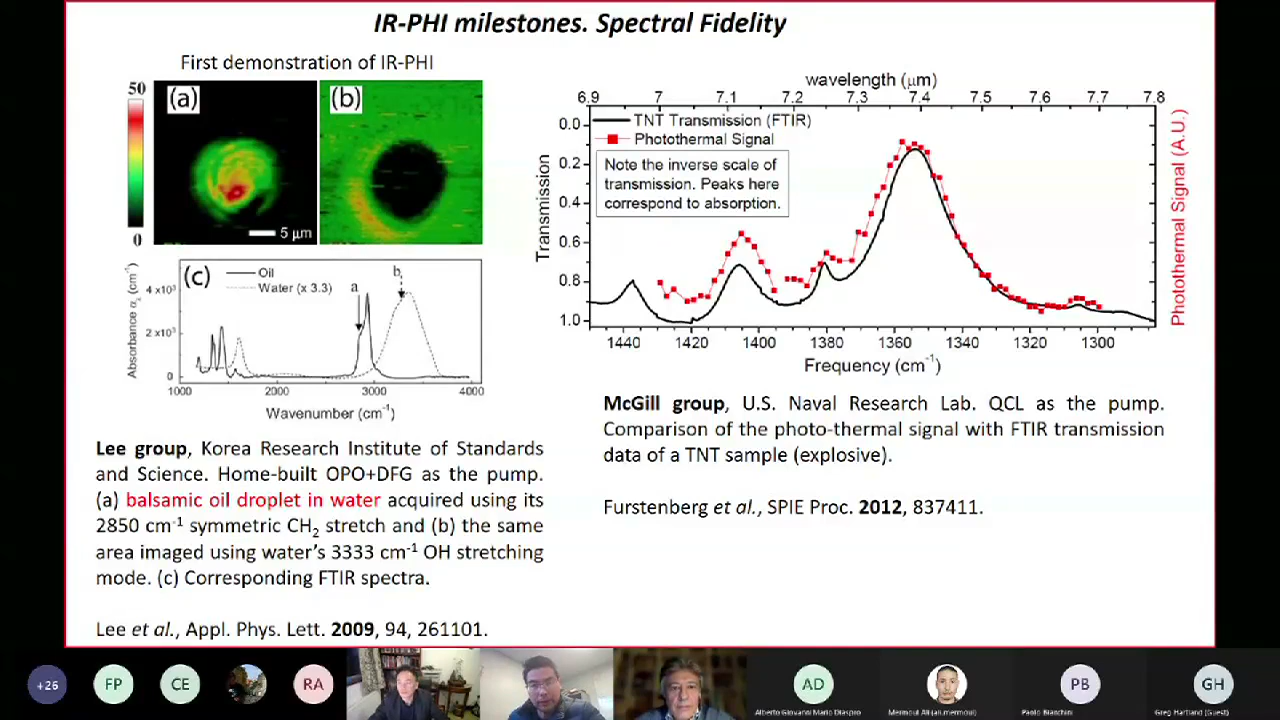 IR-PHI milestones. Spectral Fidelity
First demonstration of IR-PHI
50
(a)
(b)
0
5 μm
(c)
Oil
Water (x 3.3)
a
b
Absorbance αλ (cm⁻¹)
4 x10³
2 x10³
0
1000
2000
3000
4000
Wavenumber (cm⁻¹)
Lee group, Korea Research Institute of Standards
and Science. Home-built OPO+DFG as the pump.
(a) balsamic oil droplet in water acquired using its
2850 cm⁻¹ symmetric CH₂ stretch and (b) the same
area imaged using water's 3333 cm⁻¹ OH stretching
mode. (c) Corresponding FTIR spectra.
Lee et al., Appl. Phys. Lett. 2009, 94, 261101.
wavelength (μm)
6.9 7 7.1 7.2 7.3 7.4 7.5 7.6 7.7 7.8
TNT Transmission (FTIR)
Photothermal Signal
Note the inverse scale of
transmission. Peaks here
correspond to absorption.
Transmission
0.0
0.2
0.4
0.6
0.8
1.0
Photothermal Signal (A.U.)
1440 1420 1400 1380 1360 1340 1320 1300
Frequency (cm⁻¹)
McGill group, U.S. Naval Research Lab. QCL as the pump.
Comparison of the photo-thermal signal with FTIR transmission
data of a TNT sample (explosive).
Furstenberg et al., SPIE Proc. 2012, 837411.
+26
FP
CE
RA
AD
Alberto Giovanni Mario Diaspro
Mermoul Ali (ali.mermoul)
PB
Paolo Bianchini
GH
Greg Hartland (Guest)